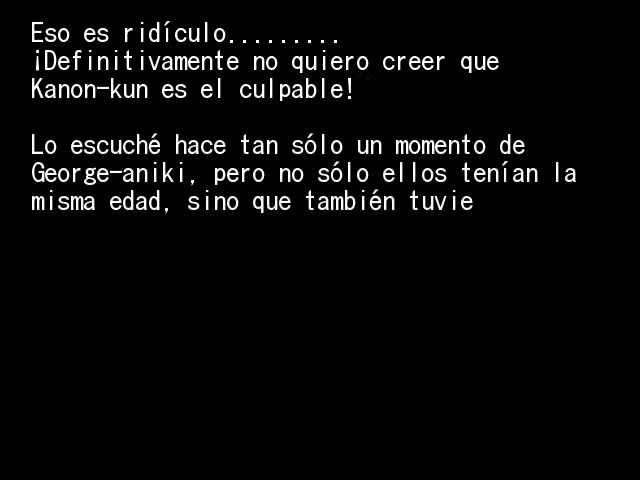 Eso es ridículo.........
¡Definitivamente no quiero creer que
Kanon-kun es el culpable!
Lo escuché hace tan sólo un momento de
George-aniki, pero no sólo ellos tenían la
misma edad, sino que también tuvie